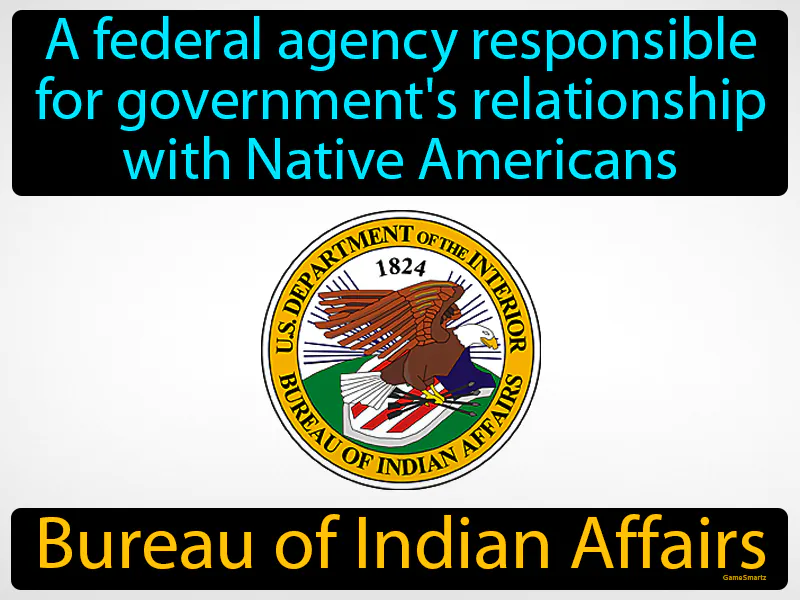 A federal agency responsible
for government's relationship
with Native Americans
U.S. DEPARTMENT OF THE INTERIOR
1824
BUREAU OF INDIAN AFFAIRS
Bureau of Indian Affairs
GameSmartz